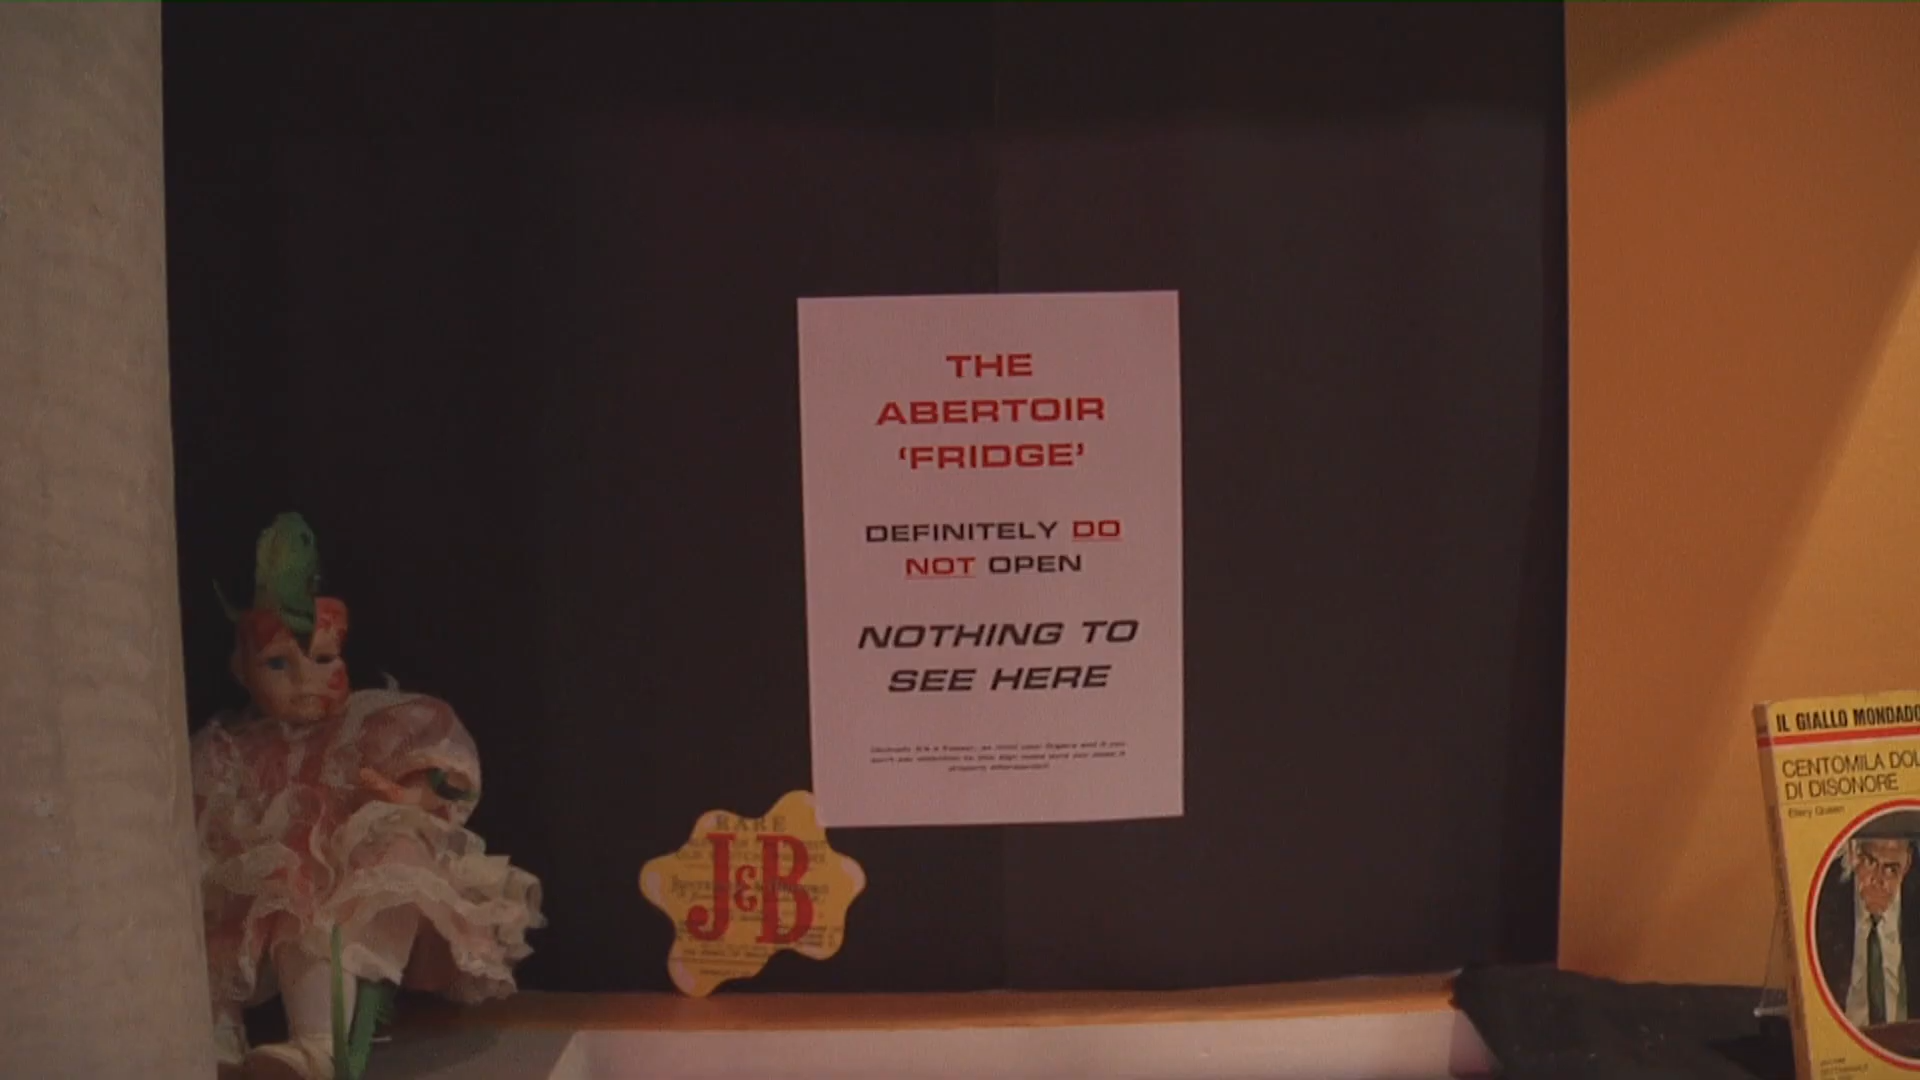 THE
ABERTOIR
‘FRIDGE’
DEFINITELY DO
NOT OPEN
NOTHING TO
SEE HERE
RARE
J&B
IL GIALLO MONDADO
CENTOMILA DOL
DI DISONORE
Ellery Queen